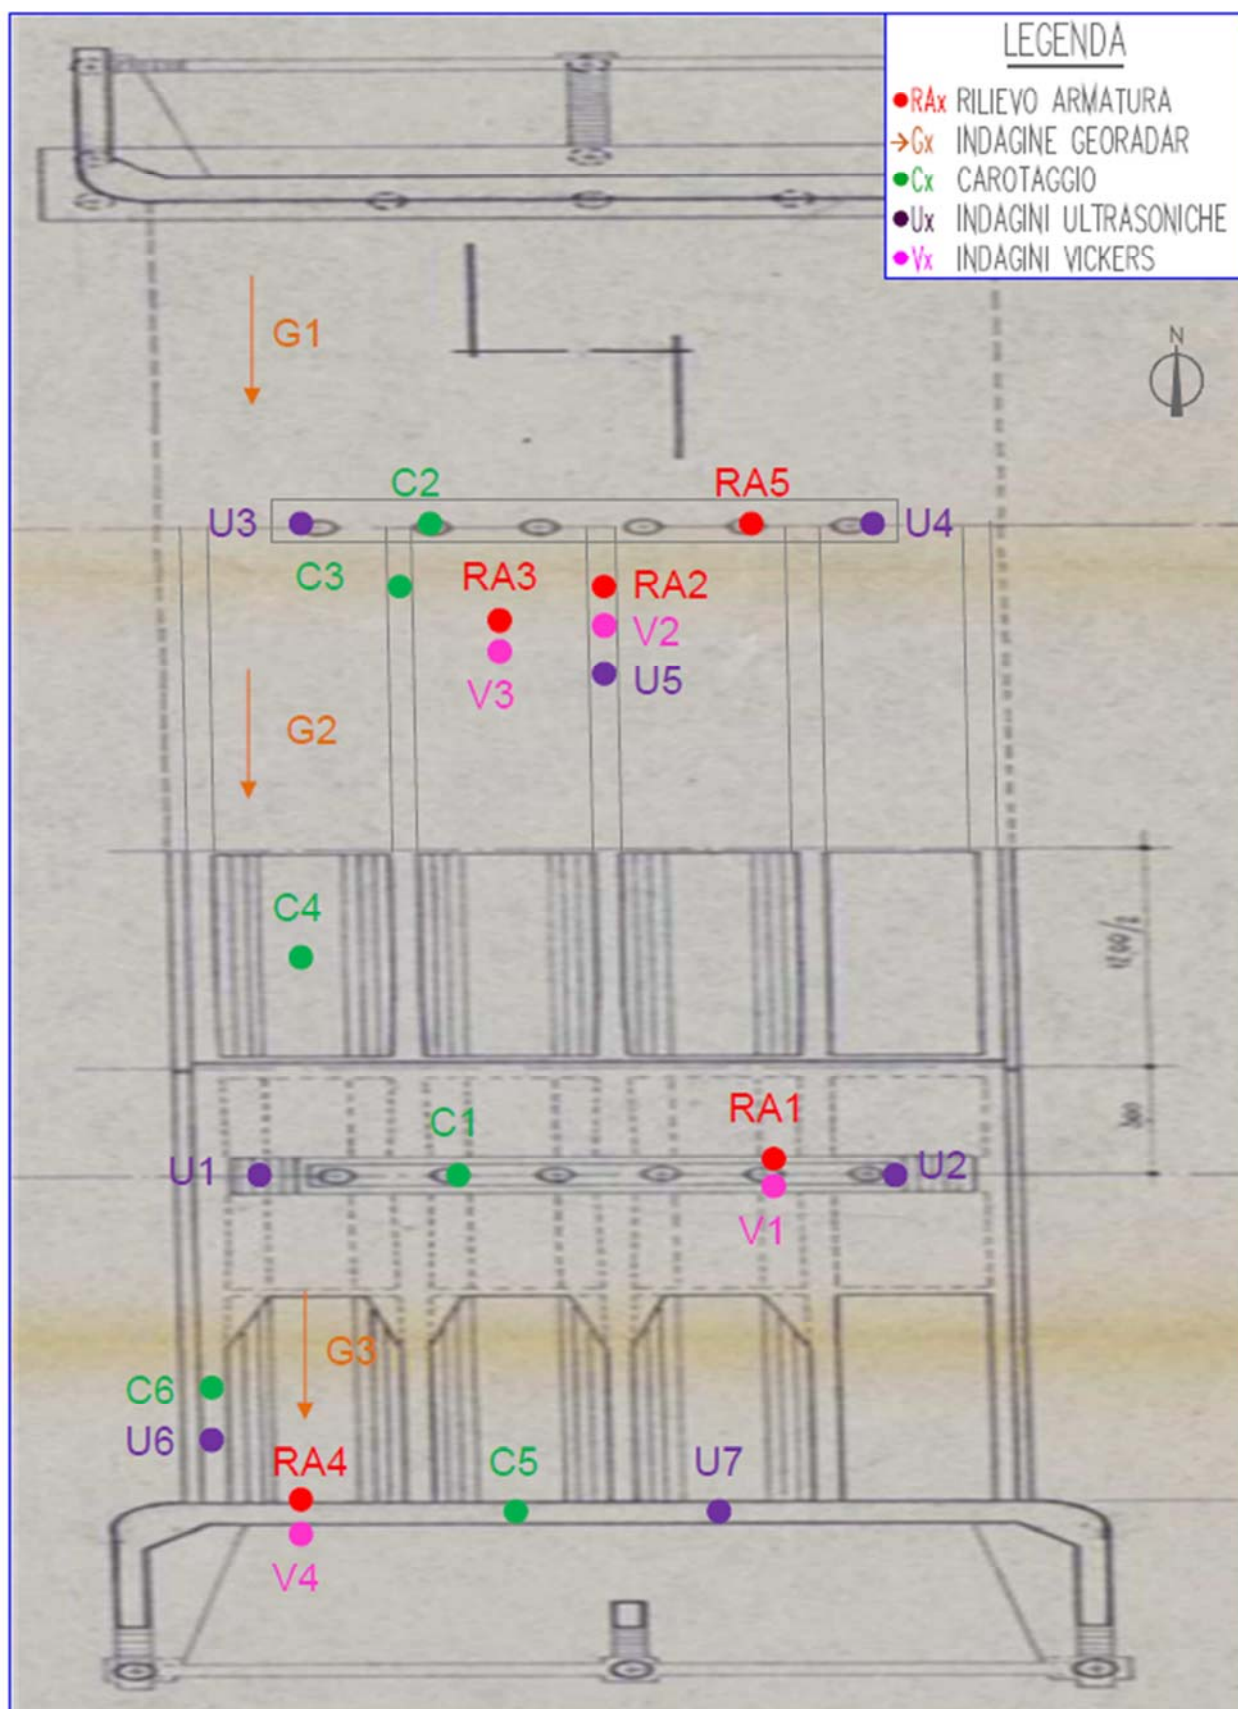 LEGENDA
RAx RILIEVO ARMATURA
Gx INDAGINE GEORADAR
Cx CAROTAGGIO
Ux INDAGINI ULTRASONICHE
Vx INDAGINI VICKERS
G1
N
C2
RA5
U3
U4
C3
RA3
RA2
V2
V3
U5
G2
C4
1200/2
C1
RA1
U1
U2
V1
G3
C6
U6
RA4
C5
U7
V4